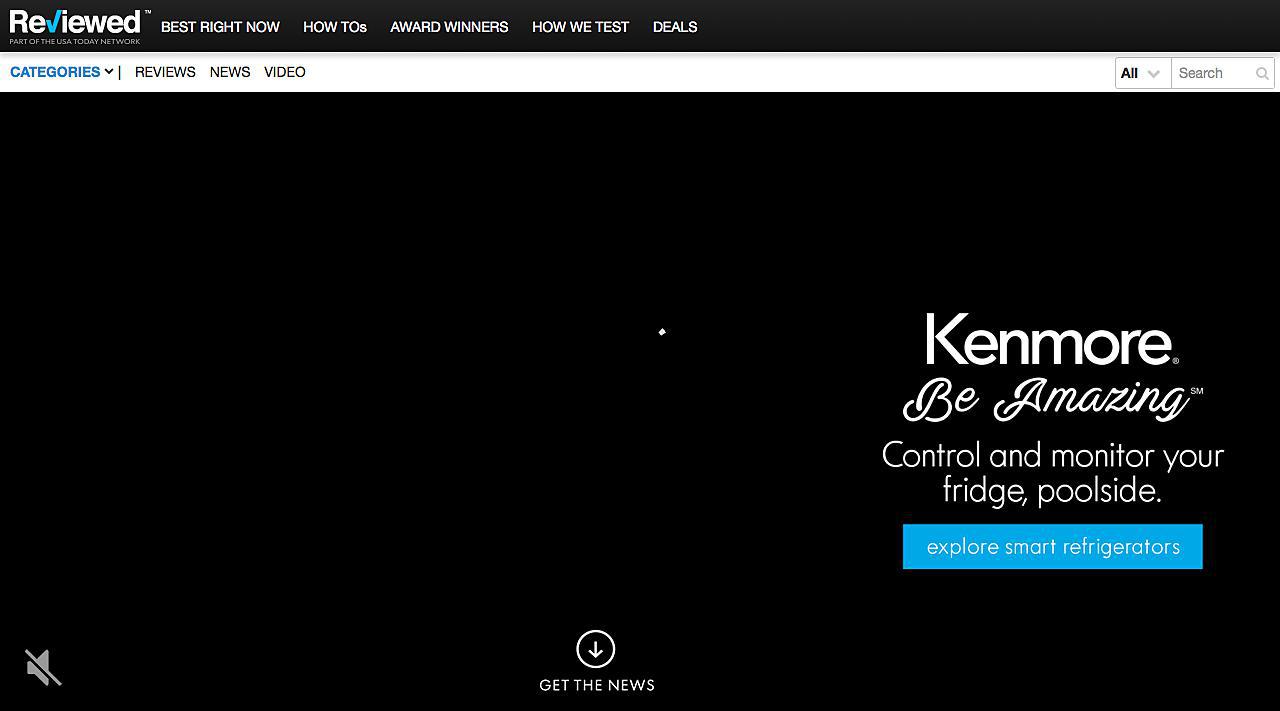 Reviewed™
PART OF THE USA TODAY NETWORK
BEST RIGHT NOW HOW TOs AWARD WINNERS HOW WE TEST DEALS
CATEGORIES | REVIEWS NEWS VIDEO
All Search
Kenmore®
Be Amazing℠
Control and monitor your
fridge, poolside.
explore smart refrigerators
GET THE NEWS